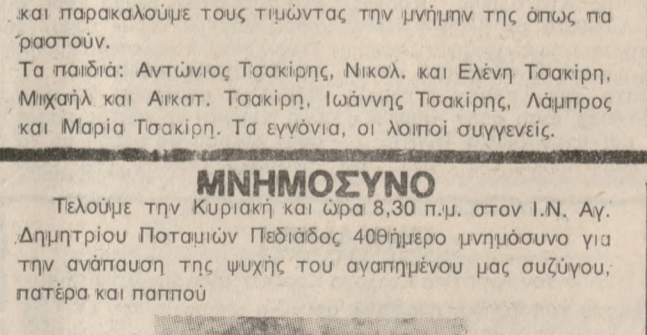 και παρακαλούμε τους τιμώντας την μνήμην της όπως πα
ραστούν.
Τα παιδιά: Αντώνιος Τσακίρης, Νικολ. και Ελένη Τσακίρη,
Μιχαήλ και Αικατ. Τσακίρη, Ιωάννης Τσακίρης, Λάμπρος
και Μαρία Τσακίρη. Τα εγγόνια, οι λοιποί συγγενείς.
ΜΝΗΜΟΣΥΝΟ
Τελούμε την Κυριακή και ώρα 8,30 π.μ. στον Ι.Ν. Αγ.
Δημητρίου Ποταμιών Πεδιάδος 40θήμερο μνημόσυνο για
την ανάπαυση της ψυχής του αγαπημένου μας συζύγου,
πατέρα και παππού